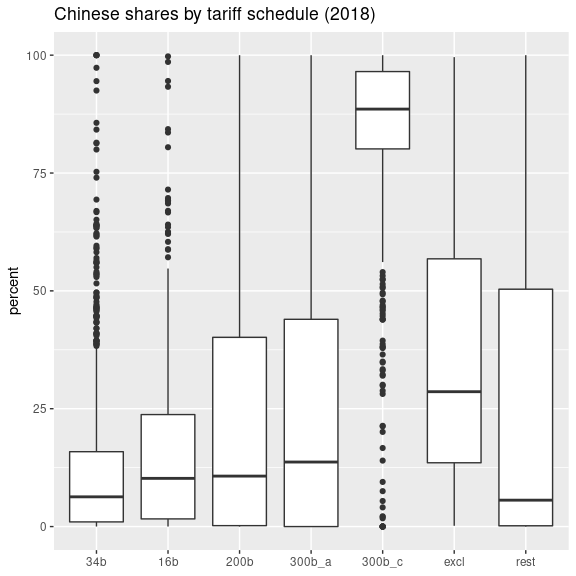 Chinese shares by tariff schedule (2018)
100
75
50
25
0
percent
34b 16b 200b 300b_a 300b_c excl rest